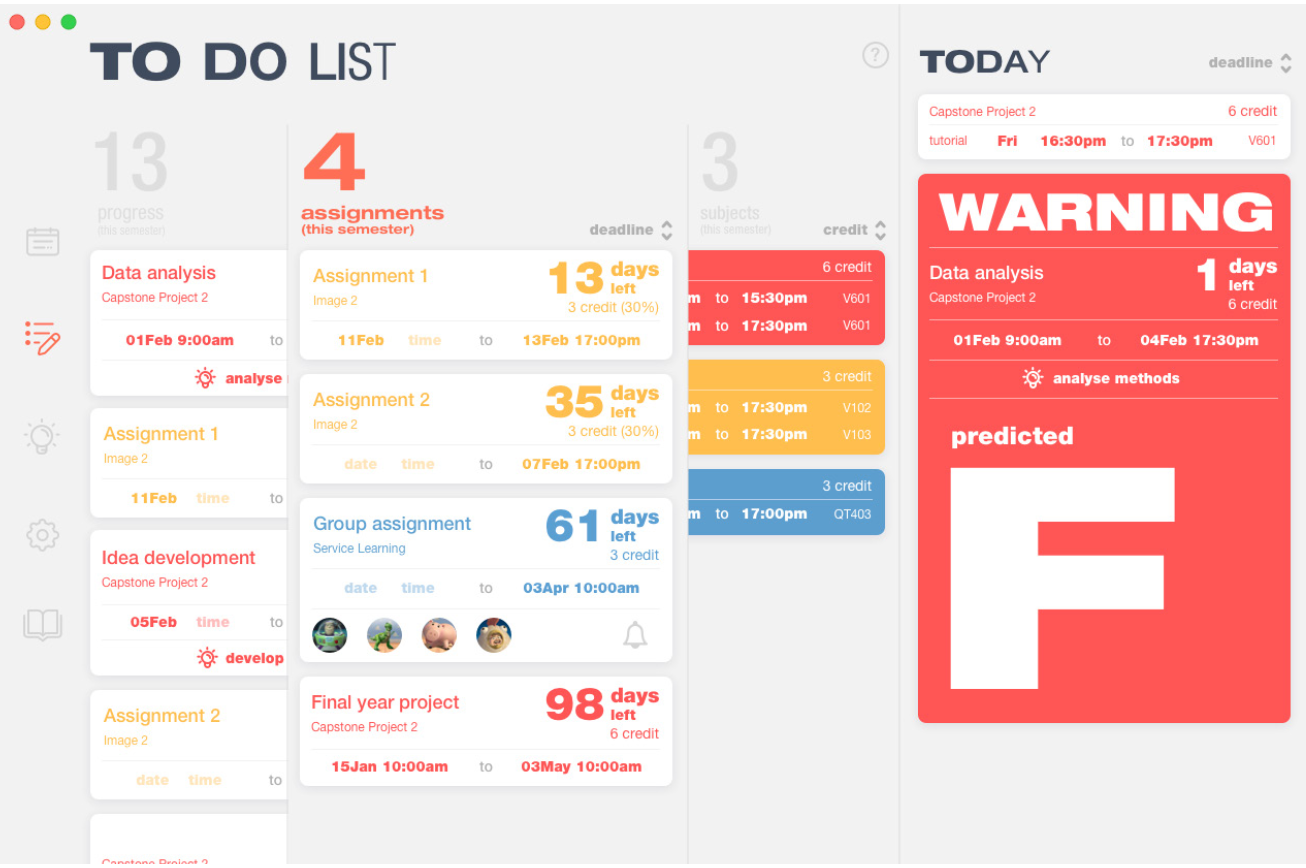 TO DO LIST
?
13
progress
(this semester)
Data analysis
Capstone Project 2
01Feb 9:00am to
analyse
Assignment 1
Image 2
11Feb time to
Idea development
Capstone Project 2
05Feb time to
develop
Assignment 2
Image 2
date time to
Capstone Project 2
4
assignments
(this semester)
deadline
Assignment 1
13 days left
Image 2
3 credit (30%)
11Feb time to 13Feb 17:00pm
Assignment 2
35 days left
Image 2
3 credit (30%)
date time to 07Feb 17:00pm
Group assignment
61 days left
Service Learning
3 credit
date time to 03Apr 10:00am
Final year project
98 days left
Capstone Project 2
6 credit
15Jan 10:00am to 03May 10:00am
3
subjects
(this semester)
credit
6 credit
m to 15:30pm V601
m to 17:30pm V601
3 credit
m to 17:30pm V102
m to 17:30pm V103
3 credit
m to 17:00pm QT403
TODAY
deadline
Capstone Project 2 6 credit
tutorial Fri 16:30pm to 17:30pm V601
WARNING
Data analysis
1 days left
Capstone Project 2
6 credit
01Feb 9:00am to 04Feb 17:30pm
analyse methods
predicted
F